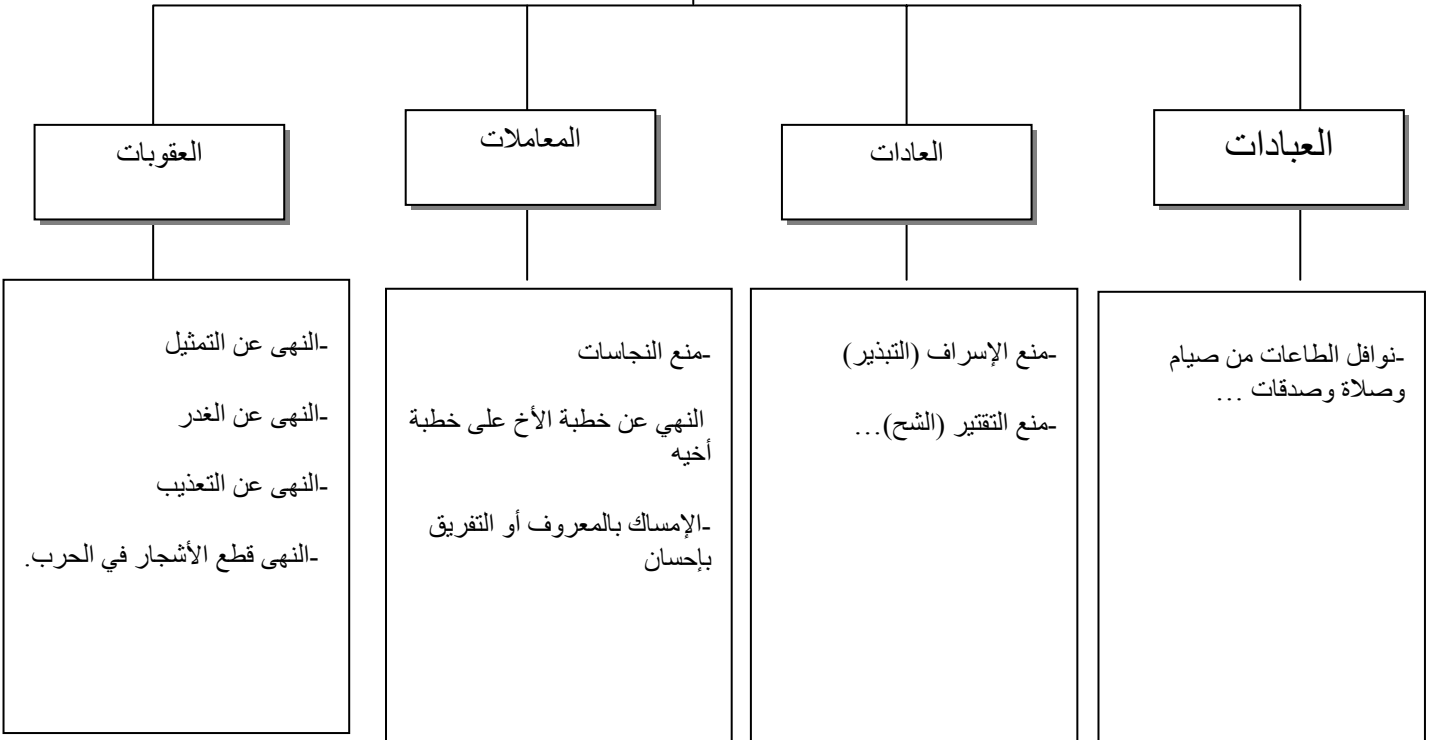 العبادات
العادات
المعاملات
العقوبات
-نوافل الطاعات من صيام
وصلاة وصدقات ...
-منع الإسراف (التبذير)
-منع التقتير (الشح)...
-منع النجاسات
النهي عن خطبة الأخ على خطبة
أخيه
-الإمساك بالمعروف أو التفريق
بإحسان
-النهى عن التمثيل
-النهى عن الغدر
-النهى عن التعذيب
-النهى قطع الأشجار في الحرب.